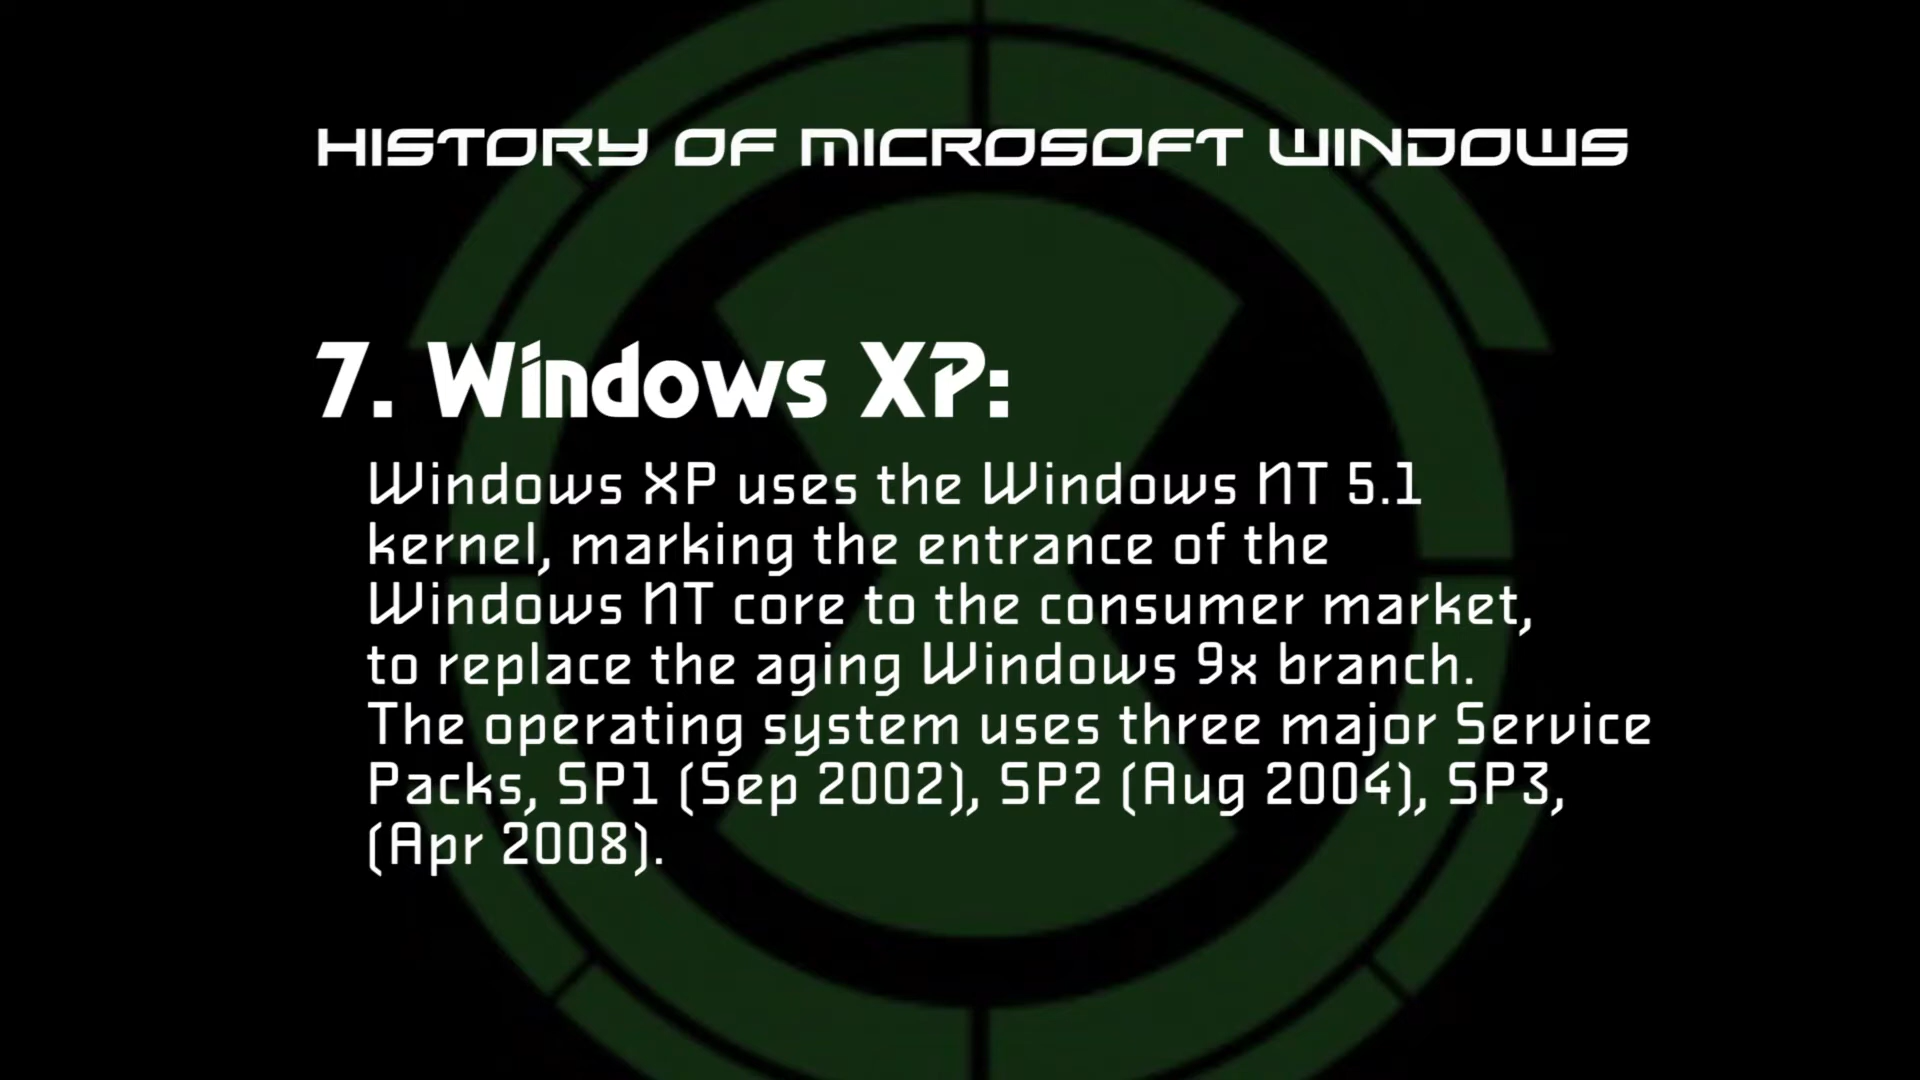 HISTORY OF MICROSOFT WINDOWS
7. Windows XP:
Windows XP uses the Windows NT 5.1
kernel, marking the entrance of the
Windows NT core to the consumer market,
to replace the aging Windows 9x branch.
The operating system uses three major Service
Packs, SP1 (Sep 2002), SP2 (Aug 2004), SP3,
(Apr 2008).